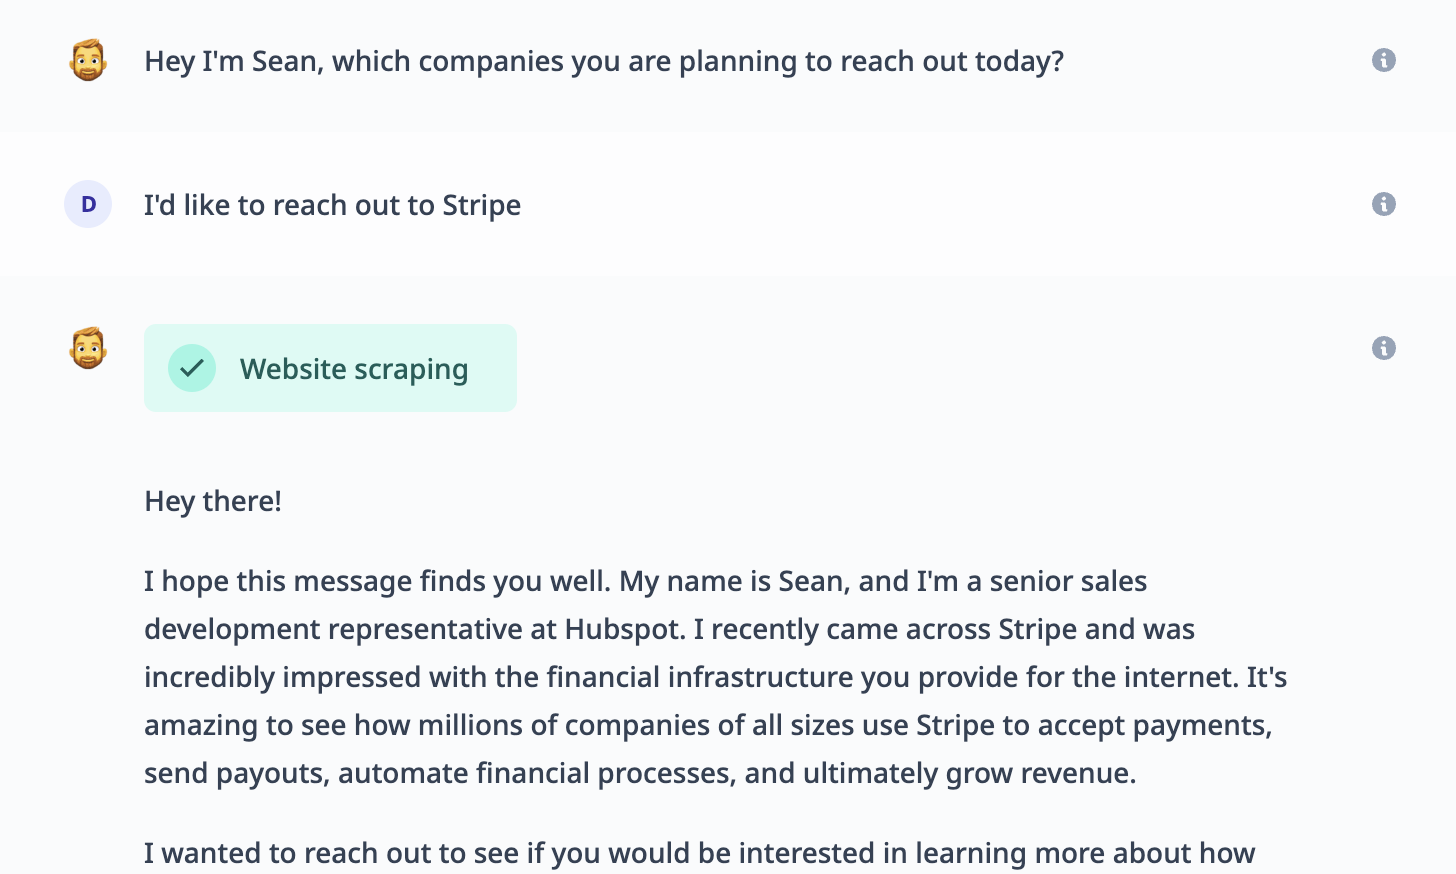 Hey I'm Sean, which companies you are planning to reach out today?
D
I'd like to reach out to Stripe
Website scraping
Hey there!
I hope this message finds you well. My name is Sean, and I'm a senior sales
development representative at Hubspot. I recently came across Stripe and was
incredibly impressed with the financial infrastructure you provide for the internet. It's
amazing to see how millions of companies of all sizes use Stripe to accept payments,
send payouts, automate financial processes, and ultimately grow revenue.
I wanted to reach out to see if you would be interested in learning more about how